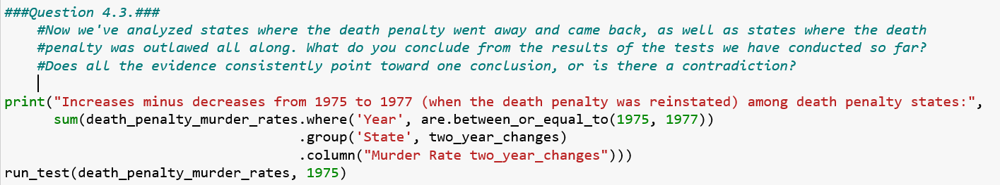 ###Question 4.3.###
    #Now we've analyzed states where the death penalty went away and came back, as well as states where the death
    #penalty was outlawed all along. What do you conclude from the results of the tests we have conducted so far?
    #Does all the evidence consistently point toward one conclusion, or is there a contradiction?
print("Increases minus decreases from 1975 to 1977 (when the death penalty was reinstated) among death penalty states:",
      sum(death_penalty_murder_rates.where('Year', are.between_or_equal_to(1975, 1977))
                                    .group('State', two_year_changes)
                                    .column("Murder Rate two_year_changes")))
run_test(death_penalty_murder_rates, 1975)